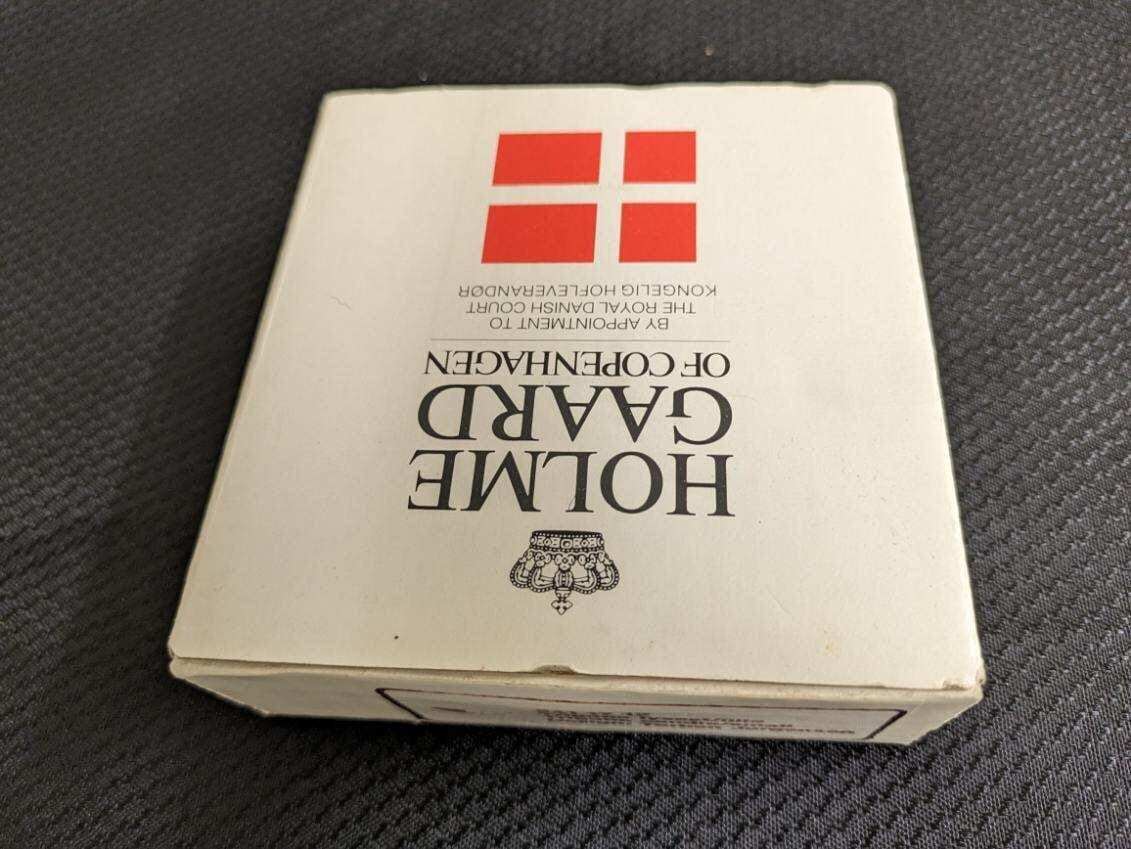 HOLME
GAARD
OF COPENHAGEN
BY APPOINTMENT TO
THE ROYAL DANISH COURT
KONGELIG HOFLEVERANDØR